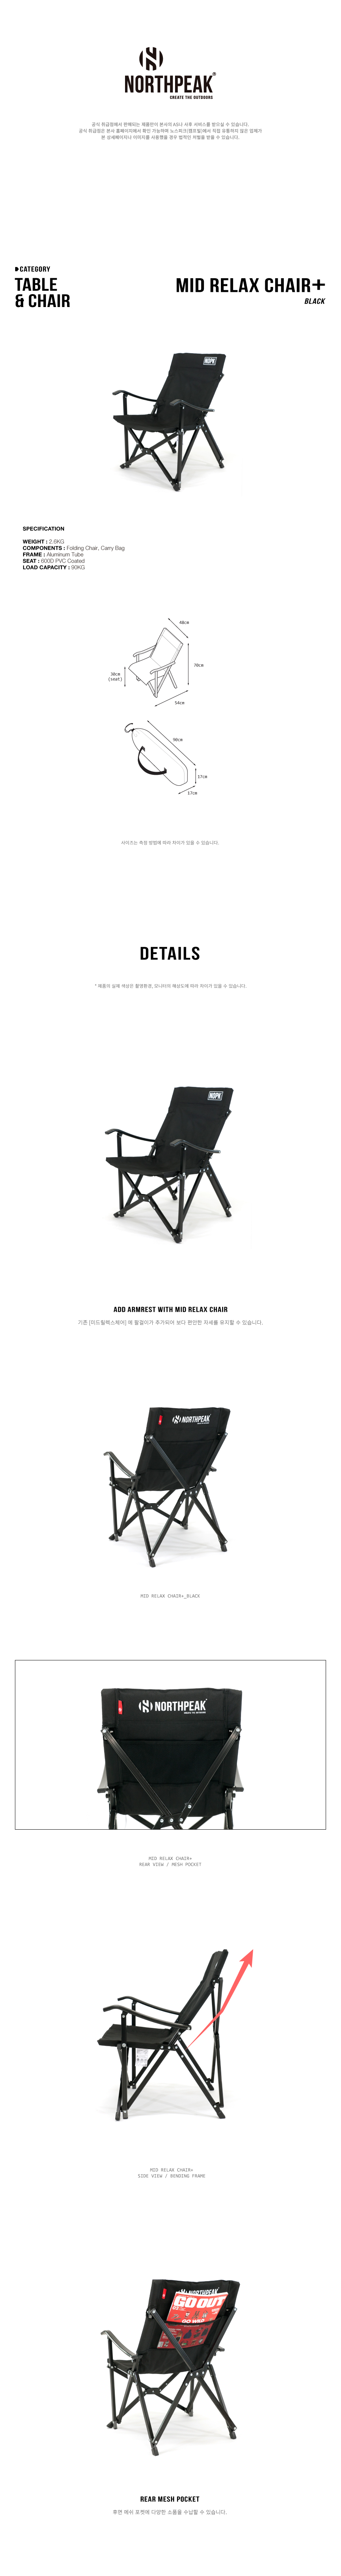 NORTHPEAK®
CREATE THE OUTDOORS
공식 취급점에서 판매되는 제품만이 본사의 AS나 사후 서비스를 받으실 수 있습니다.
공식 취급점은 본사 홈페이지에서 확인 가능하며 노스피크(캠프밸)에서 직접 유통하지 않은 업체가
본 상세페이지나 이미지를 사용했을 경우 법적인 처벌을 받을 수 있습니다.
CATEGORY
TABLE
& CHAIR
MID RELAX CHAIR+
BLACK
NOPK
SPECIFICATION
WEIGHT : 2.6KG
COMPONENTS : Folding Chair, Carry Bag
FRAME : Aluminum Tube
SEAT : 600D PVC Coated
LOAD CAPACITY : 90KG
48cm
78cm
30cm
(seat)
54cm
90cm
17cm
17cm
사이즈는 측정 방법에 따라 차이가 있을 수 있습니다.
DETAILS
* 제품의 실제 색상은 촬영환경, 모니터의 해상도에 따라 차이가 있을 수 있습니다.
NOPK
ADD ARMREST WITH MID RELAX CHAIR
기존 [미드릴렉스체어] 에 팔걸이가 추가되어 보다 편안한 자세를 유지할 수 있습니다.
NORTHPEAK
MID RELAX CHAIR+_BLACK
NORTHPEAK
CREATE THE OUTDOORS
MID RELAX CHAIR+
REAR VIEW / MESH POCKET
MID RELAX CHAIR+
SIDE VIEW / BENDING FRAME
NORTHPEAK
GO OUT
GO WILD
REAR MESH POCKET
후면 메쉬 포켓에 다양한 소품을 수납할 수 있습니다.